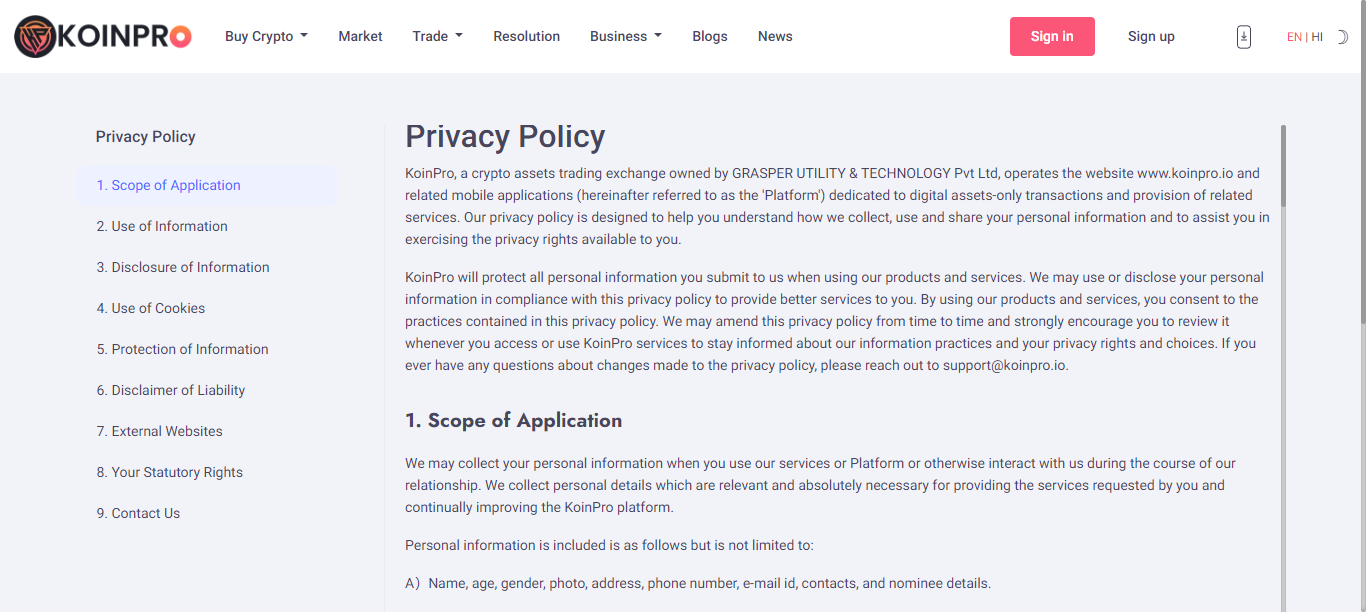 KOINPRO
Buy Crypto
Market
Trade
Resolution
Business
Blogs
News
Sign in
Sign up
EN | HI
Privacy Policy
1. Scope of Application
2. Use of Information
3. Disclosure of Information
4. Use of Cookies
5. Protection of Information
6. Disclaimer of Liability
7. External Websites
8. Your Statutory Rights
9. Contact Us
Privacy Policy
KoinPro, a crypto assets trading exchange owned by GRASPER UTILITY & TECHNOLOGY Pvt Ltd, operates the website www.koinpro.io and
related mobile applications (hereinafter referred to as the 'Platform') dedicated to digital assets-only transactions and provision of related
services. Our privacy policy is designed to help you understand how we collect, use and share your personal information and to assist you in
exercising the privacy rights available to you.
KoinPro will protect all personal information you submit to us when using our products and services. We may use or disclose your personal
information in compliance with this privacy policy to provide better services to you. By using our products and services, you consent to the
practices contained in this privacy policy. We may amend this privacy policy from time to time and strongly encourage you to review it
whenever you access or use KoinPro services to stay informed about our information practices and your privacy rights and choices. If you
ever have any questions about changes made to the privacy policy, please reach out to support@koinpro.io.
1. Scope of Application
We may collect your personal information when you use our services or Platform or otherwise interact with us during the course of our
relationship. We collect personal details which are relevant and absolutely necessary for providing the services requested by you and
continually improving the KoinPro platform.
Personal information is included is as follows but is not limited to:
A) Name, age, gender, photo, address, phone number, e-mail id, contacts, and nominee details.